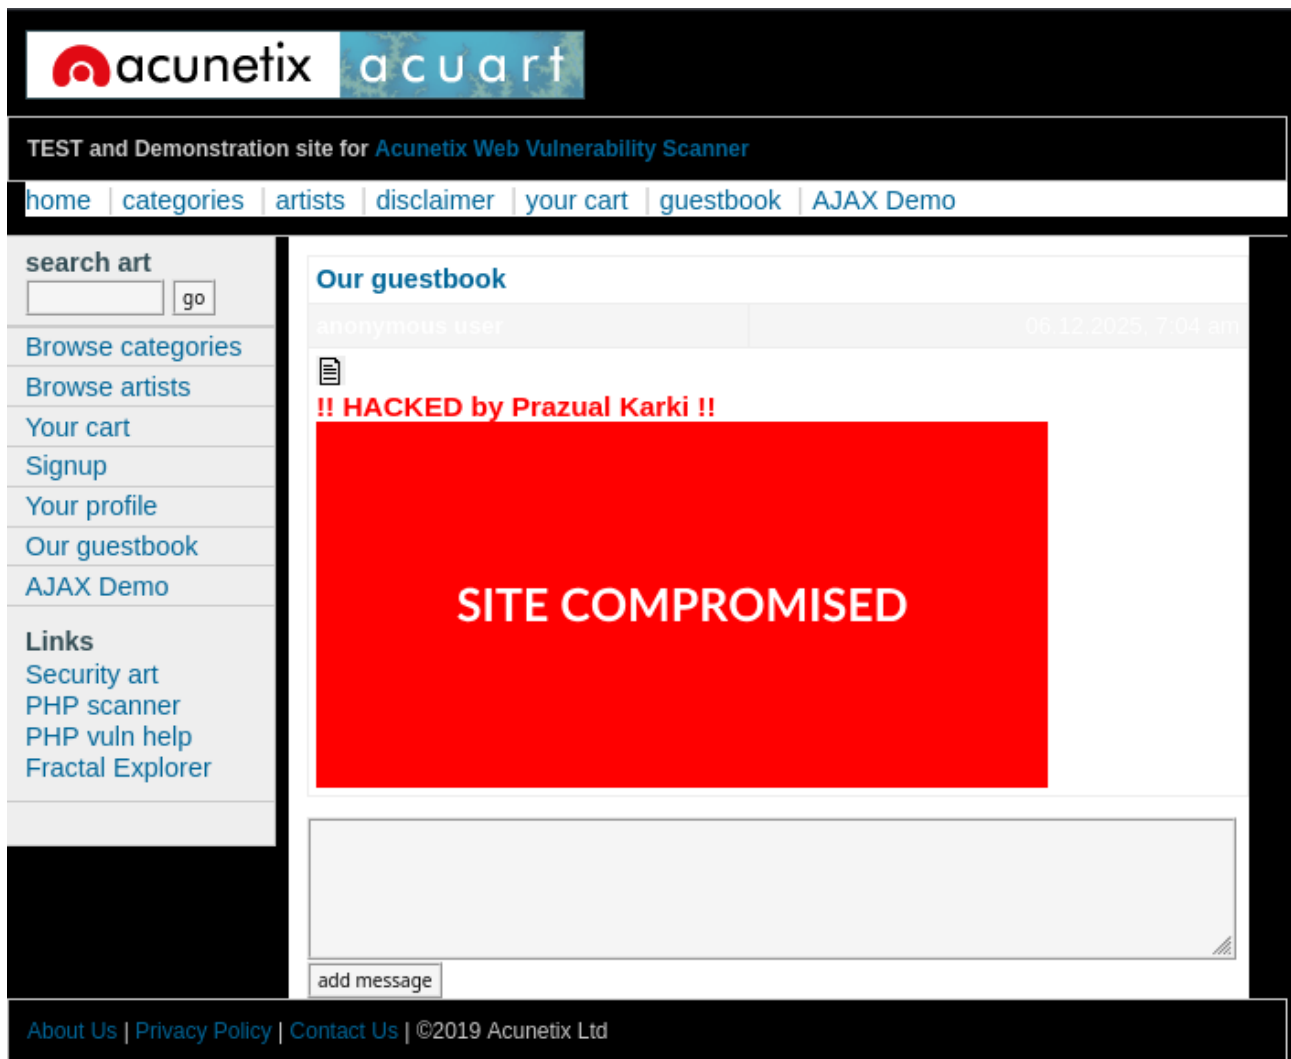 acunetix acuart
TEST and Demonstration site for Acunetix Web Vulnerability Scanner
home | categories | artists | disclaimer | your cart | guestbook | AJAX Demo
search art
go
Browse categories
Browse artists
Your cart
Signup
Your profile
Our guestbook
AJAX Demo
Links
Security art
PHP scanner
PHP vuln help
Fractal Explorer
Our guestbook
anonymous user 06.12.2025, 7:04 am
!! HACKED by Prazual Karki !!
SITE COMPROMISED
add message
About Us | Privacy Policy | Contact Us | ©2019 Acunetix Ltd